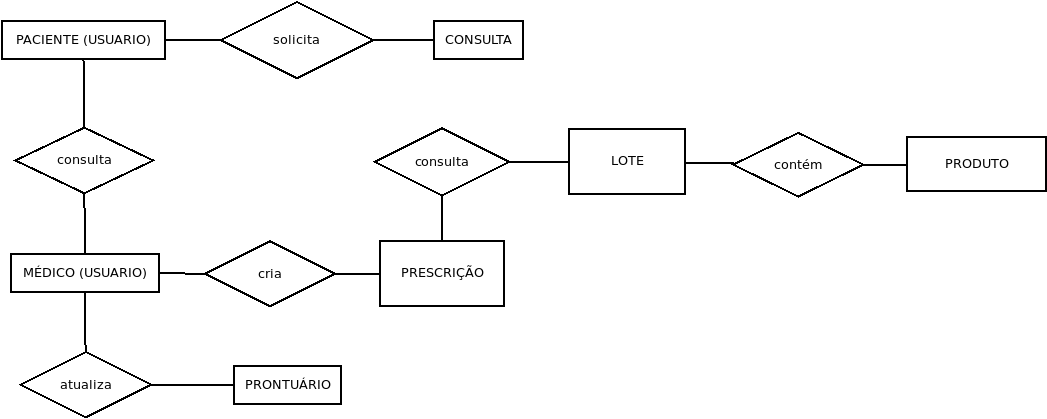 PACIENTE (USUARIO)
solicita
CONSULTA
consulta
consulta
LOTE
contém
PRODUTO
MÉDICO (USUARIO)
cria
PRESCRIÇÃO
atualiza
PRONTUÁRIO